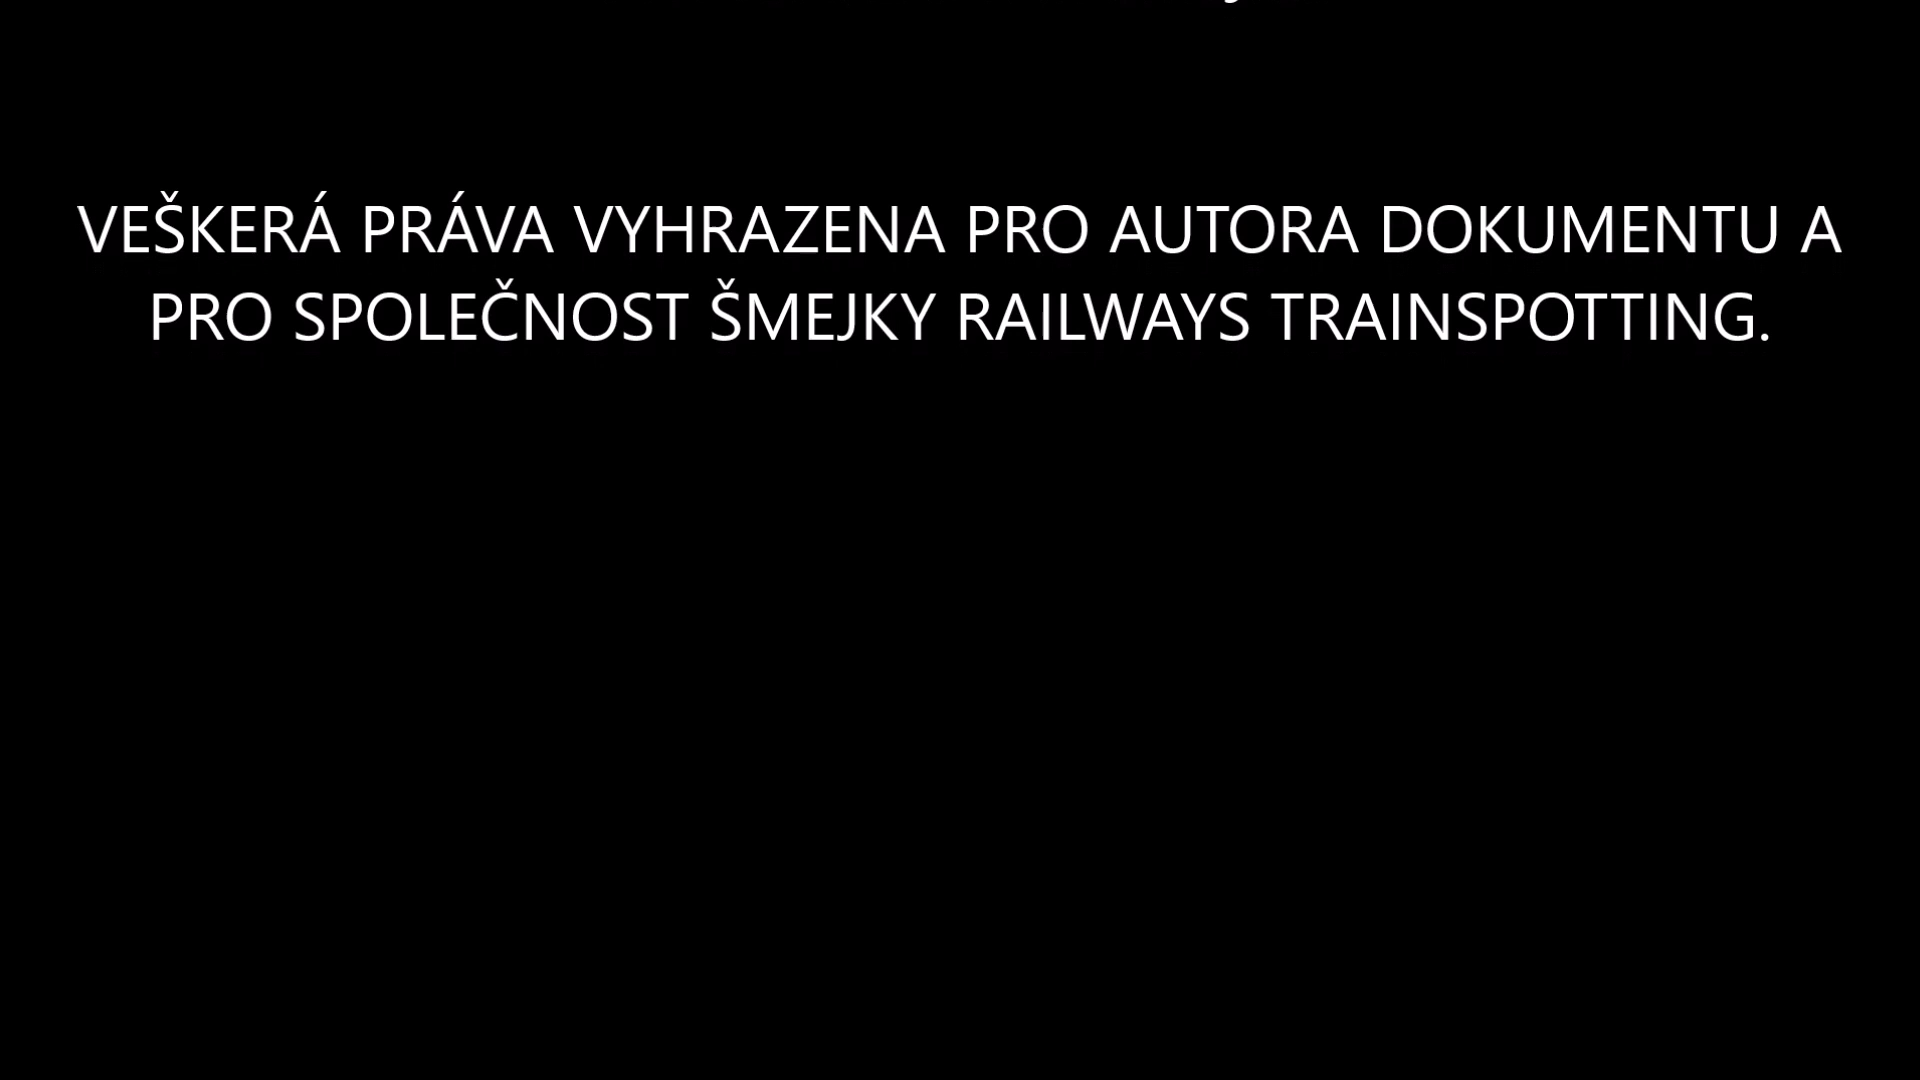 VEŠKERÁ PRÁVA VYHRAZENA PRO AUTORA DOKUMENTU A
PRO SPOLEČNOST ŠMEJKY RAILWAYS TRAINSPOTTING.